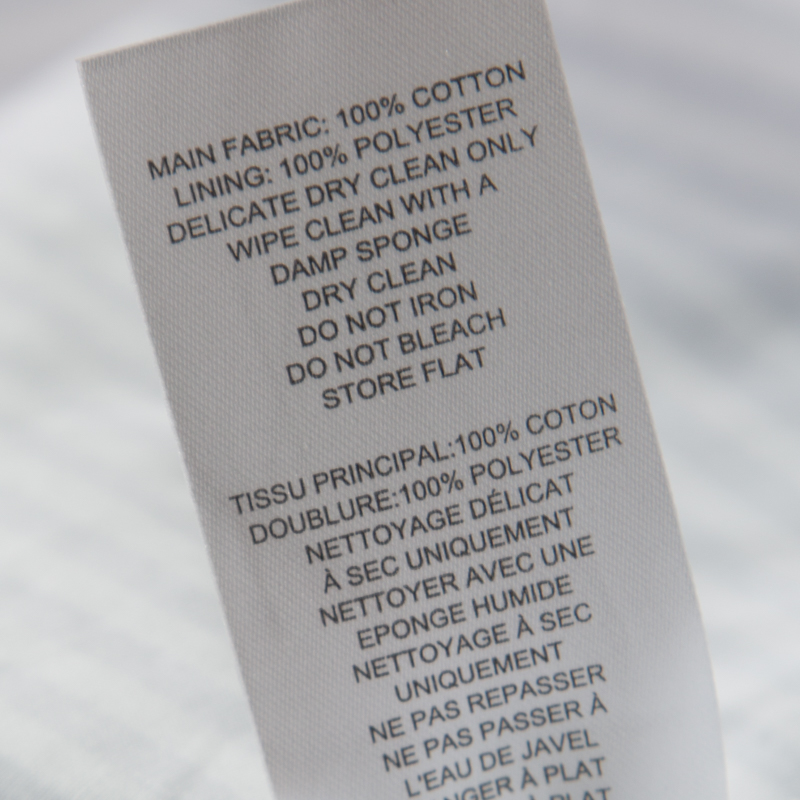 MAIN FABRIC: 100% COTTON
LINING: 100% POLYESTER
DELICATE DRY CLEAN ONLY
WIPE CLEAN WITH A
DAMP SPONGE
DRY CLEAN
DO NOT IRON
DO NOT BLEACH
STORE FLAT
TISSU PRINCIPAL:100% COTON
DOUBLURE:100% POLYESTER
NETTOYAGE DÉLICAT
À SEC UNIQUEMENT
NETTOYER AVEC UNE
EPONGE HUMIDE
NETTOYAGE À SEC
UNIQUEMENT
NE PAS REPASSER
NE PAS PASSER À
L'EAU DE JAVEL
À PLAT